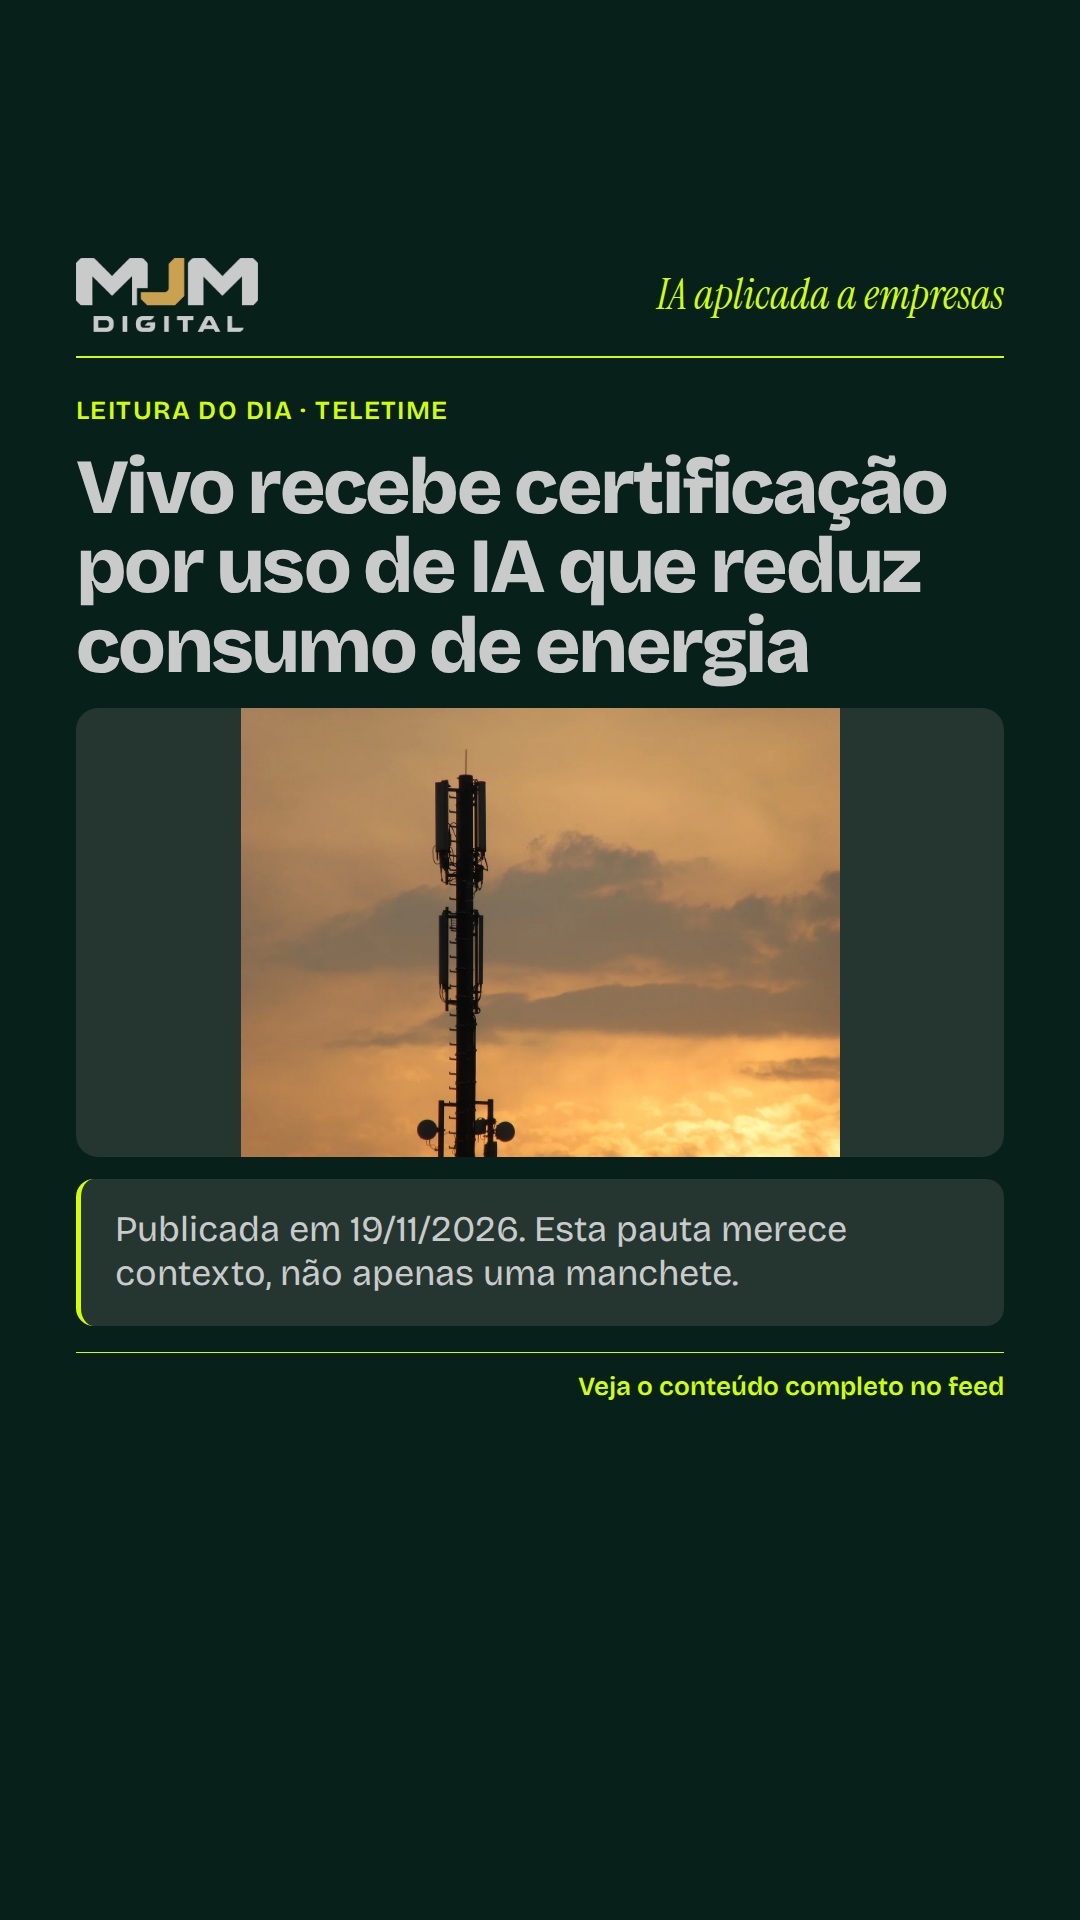 MJM
DIGITAL
IA aplicada a empresas
LEITURA DO DIA · TELETIME
Vivo recebe certificação
por uso de IA que reduz
consumo de energia
Publicada em 19/11/2026. Esta pauta merece
contexto, não apenas uma manchete.
Veja o conteúdo completo no feed